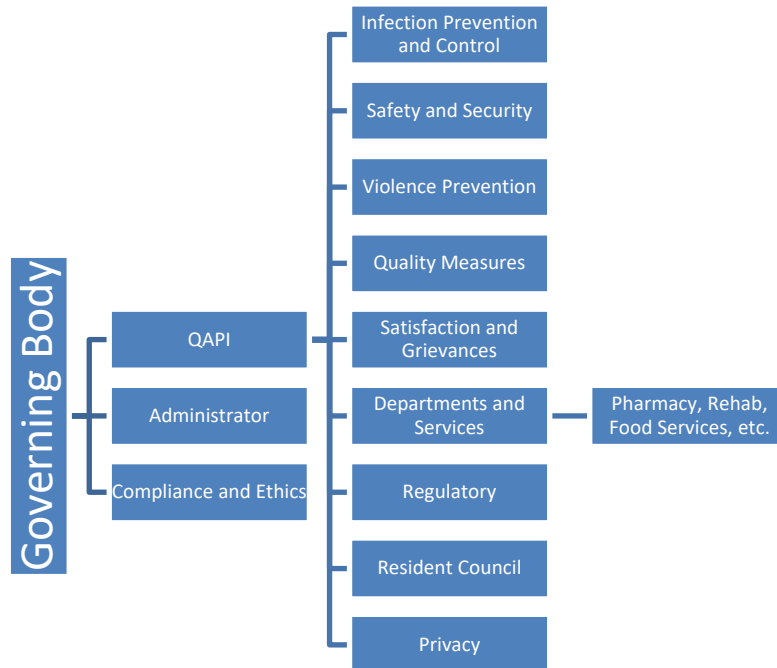 Governing Body
QAPI
Administrator
Compliance and Ethics
Infection Prevention
and Control
Safety and Security
Violence Prevention
Quality Measures
Satisfaction and
Grievances
Departments and
Services
Regulatory
Resident Council
Privacy
Pharmacy, Rehab,
Food Services, etc.